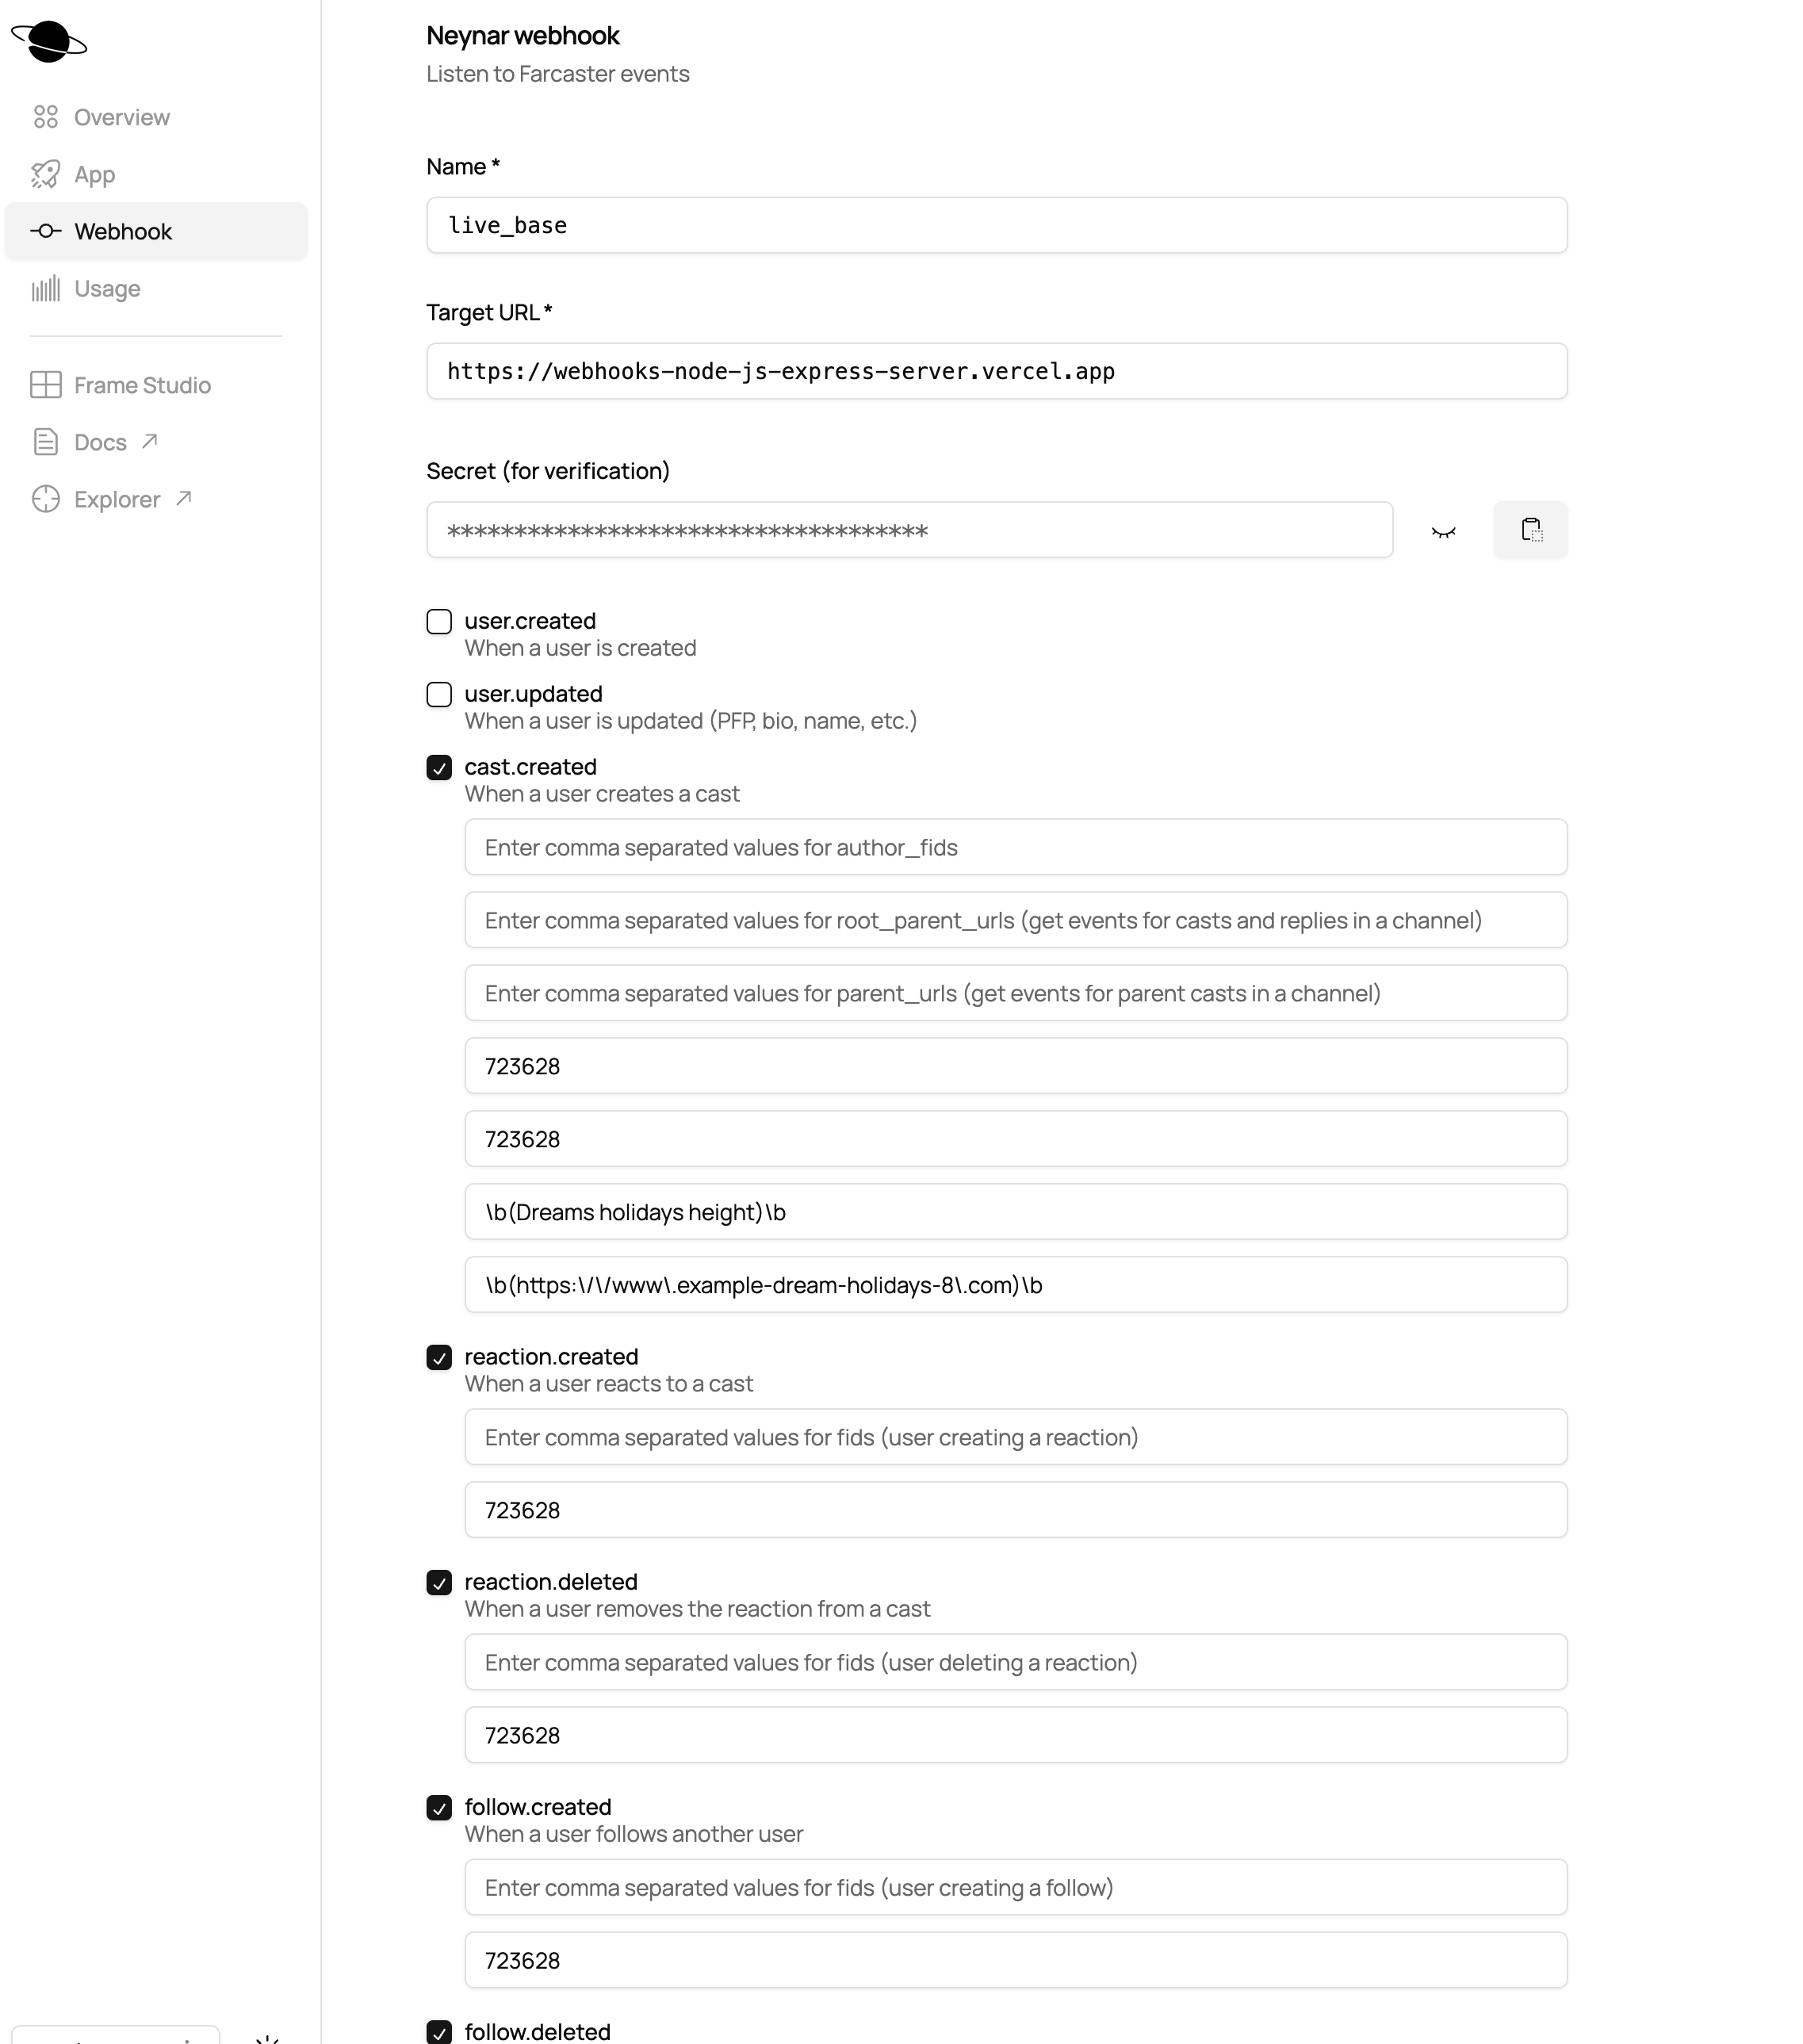 Overview
App
Webhook
Usage
Frame Studio
Docs
Explorer
Neynar webhook
Listen to Farcaster events
Name *
live_base
Target URL *
https://webhooks-node-js-express-server.vercel.app
Secret (for verification)
************************************
user.created
When a user is created
user.updated
When a user is updated (PFP, bio, name, etc.)
cast.created
When a user creates a cast
Enter comma separated values for author_fids
Enter comma separated values for root_parent_urls (get events for casts and replies in a channel)
Enter comma separated values for parent_urls (get events for parent casts in a channel)
723628
723628
\b(Dreams holidays height)\b
\b(https:\/\/www\.example-dream-holidays-8\.com)\b
reaction.created
When a user reacts to a cast
Enter comma separated values for fids (user creating a reaction)
723628
reaction.deleted
When a user removes the reaction from a cast
Enter comma separated values for fids (user deleting a reaction)
723628
follow.created
When a user follows another user
Enter comma separated values for fids (user creating a follow)
723628
follow.deleted